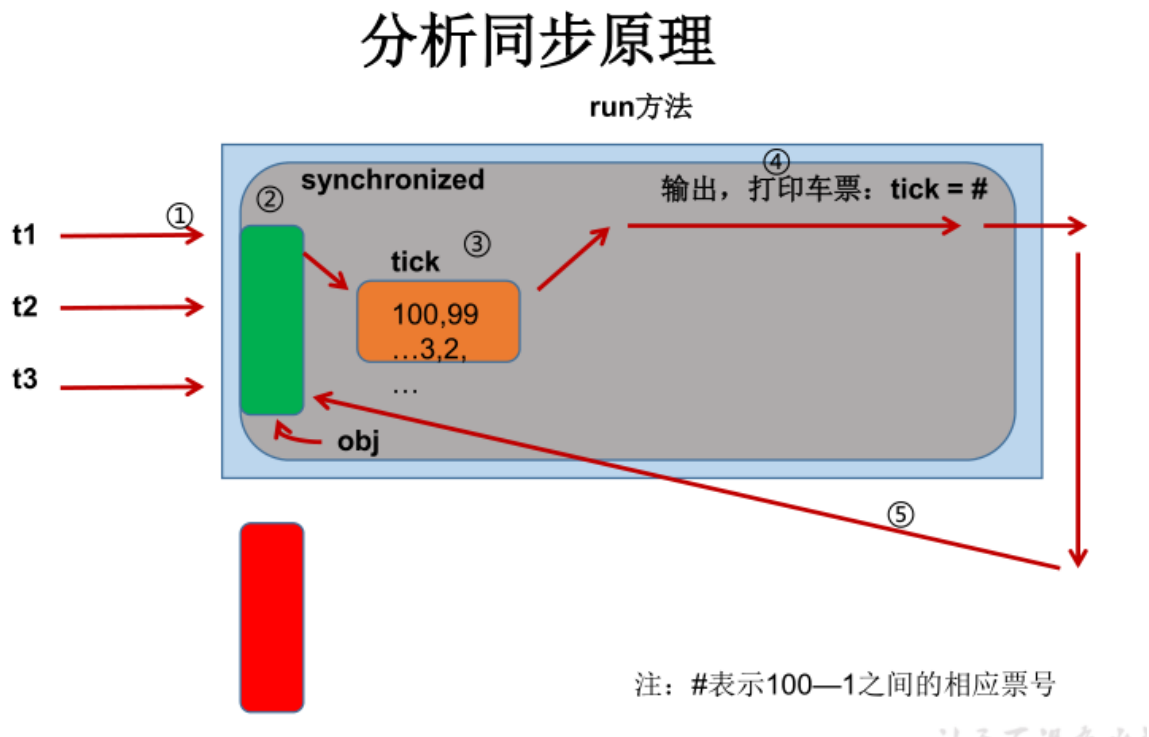 分析同步原理
run方法
synchronized
④
②
输出，打印车票：tick = #
①
t1
③
tick
100,99
t2
…3,2,
t3
…
obj
⑤
注：#表示100—1之间的相应票号